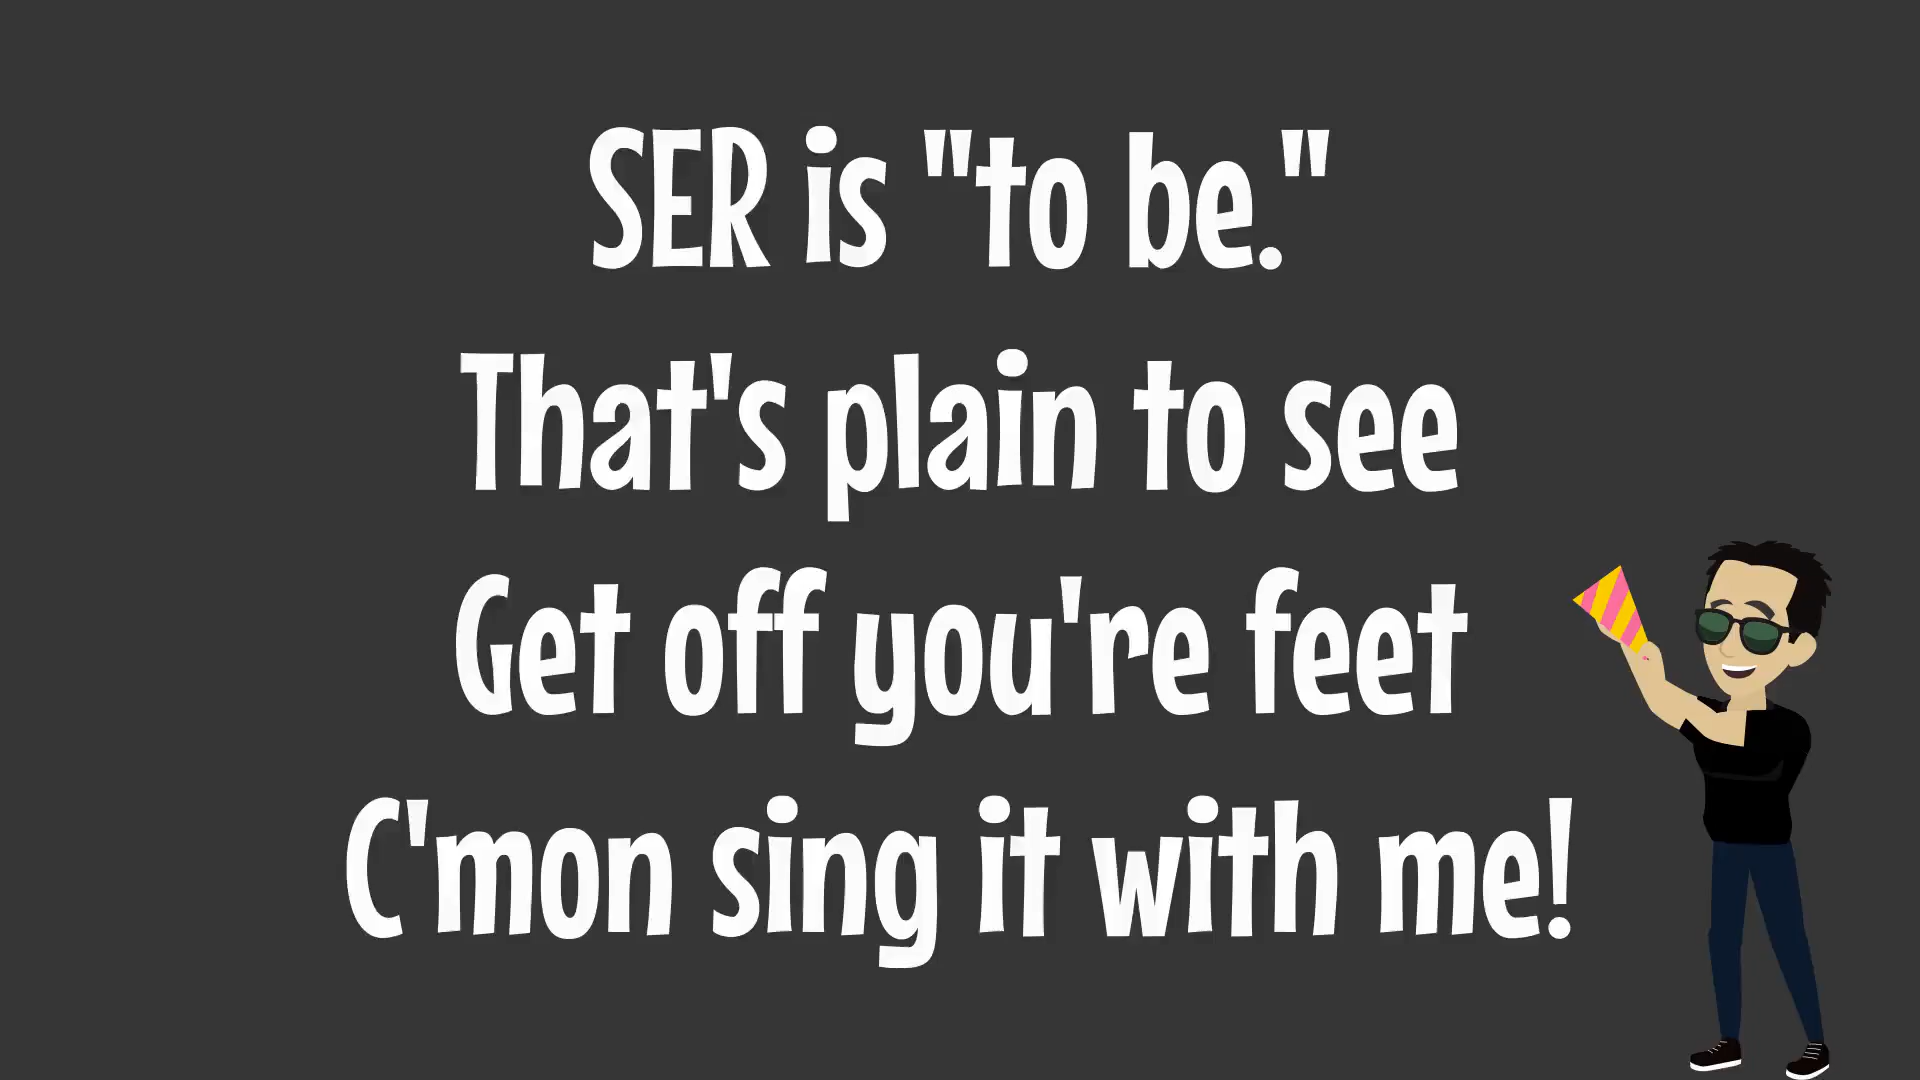 SER is "to be."
That's plain to see
Get off you're feet
C'mon sing it with me!